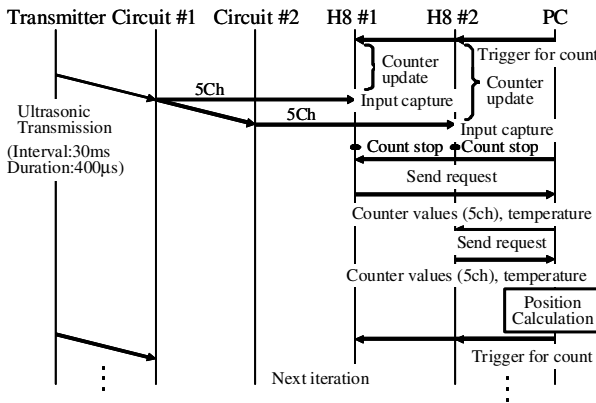 Transmitter Circuit #1 Circuit #2 H8 #1 H8 #2 PC
Trigger for count
Counter
update
Counter
update
5Ch
Input capture
5Ch
Input capture
Ultrasonic
Transmission
(Interval:30ms
Duration:400μs)
Count stop Count stop
Send request
Counter values (5ch), temperature
Send request
Counter values (5ch), temperature
Position
Calculation
Trigger for count
Next iteration